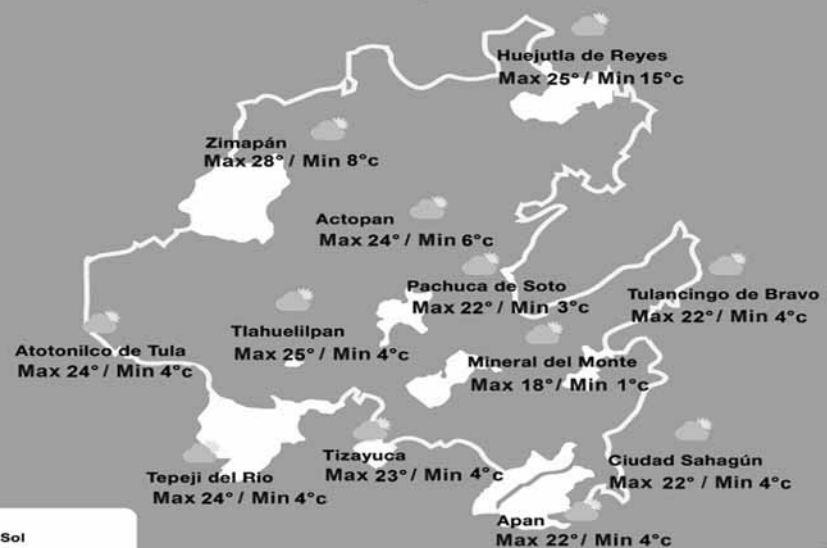 Huejutla de Reyes
Max 25° / Min 15°c
Zimapán
Max 28° / Min 8°c
Actopan
Max 24° / Min 6°c
Pachuca de Soto
Max 22° / Min 3°c
Tulancingo de Bravo
Max 22° / Min 4°c
Tlahuelilpan
Max 25° / Min 4°c
Atotonilco de Tula
Max 24° / Min 4°c
Mineral del Monte
Max 18° / Min 1°c
Tizayuca
Max 23° / Min 4°c
Ciudad Sahagún
Max 22° / Min 4°c
Tepeji del Rio
Max 24° / Min 4°c
Apan
Max 22° / Min 4°c
Sol